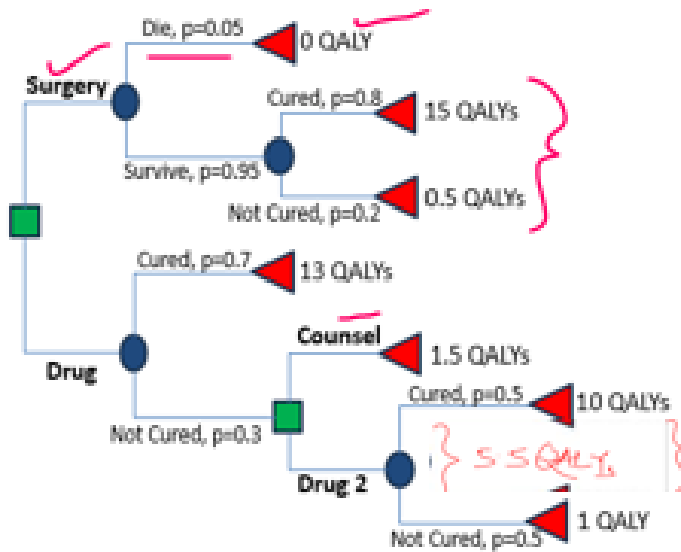 Die, p=0.05
0 QALY
Surgery
Cured, p=0.8
15 QALYs
Survive, p=0.95
0.5 QALYs
Not Cured, p=0.2
Cured, p=0.7
13 QALYs
Counsel
1.5 QALYs
Drug
Cured, p=0.5
10 QALYs
Not Cured, p=0.3
5 5 QALYs
Drug 2
1 QALY
Not Cured, p=0.5